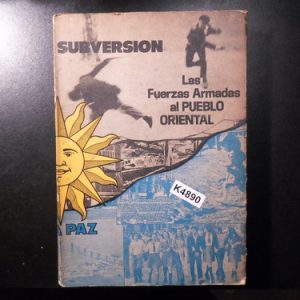 SUBVERSION
Las
Fuerzas Armadas
al PUEBLO
ORIENTAL
K4890
PAZ